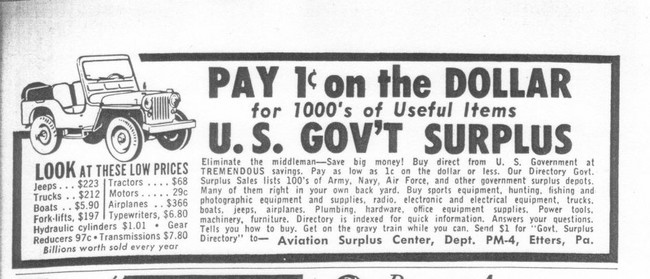 PAY 1¢ on the DOLLAR
for 1000's of Useful Items
U. S. GOV'T SURPLUS
LOOK AT THESE LOW PRICES
Jeeps . . . $223 Tractors . . . . . $68
Trucks . . $212 Motors . . . . . 29c
Boats . . $5.90 Airplanes . . $366
Fork-lifts, $197 Typewriters, $6.80
Hydraulic cylinders $1.01 • Gear
Reducers 97c • Transmissions $7.80
Billions worth sold every year
Eliminate the middleman—Save big money! Buy direct from U. S. Government at
TREMENDOUS savings. Pay as low as 1c on the dollar or less. Our Directory Govt.
Surplus Sales lists 100's of Army, Navy, Air Force, and other government surplus depots.
Many of them right in your own back yard. Buy sports equipment, hunting, fishing and
photographic equipment and supplies, radio, electronic and electrical equipment, trucks,
boats, jeeps, airplanes. Plumbing, hardware, office equipment supplies. Power tools,
machinery, furniture. Directory is indexed for quick information. Answers your questions.
Tells you how to buy. Get on the gravy train while you can. Send $1 for "Govt. Surplus
Directory" to— Aviation Surplus Center, Dept. PM-4, Etters, Pa.